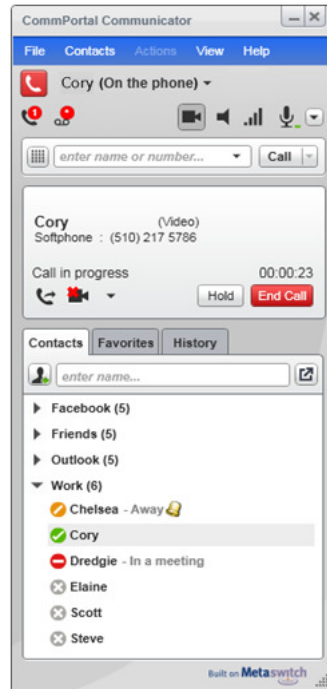 CommPortal Communicator
File Contacts Actions View Help
Cory (On the phone)
1
enter name or number... Call
Cory (Video)
Softphone : (510) 217 5786
Call in progress 00:00:23
Hold End Call
Contacts Favorites History
enter name...
Facebook (5)
Friends (5)
Outlook (5)
Work (6)
Chelsea - Away
Cory
Dredgie - In a meeting
Elaine
Scott
Steve
Built on Metaswitch